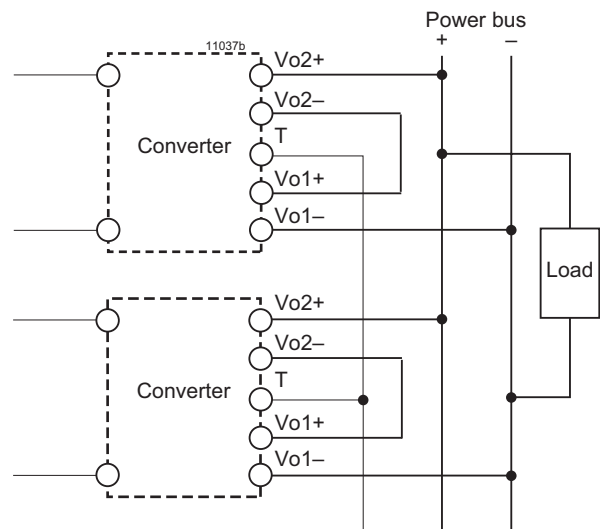 Power bus
+ –
11037b
Vo2+
Vo2–
T
Converter
Vo1+
Vo1–
Load
Vo2+
Vo2–
T
Converter
Vo1+
Vo1–